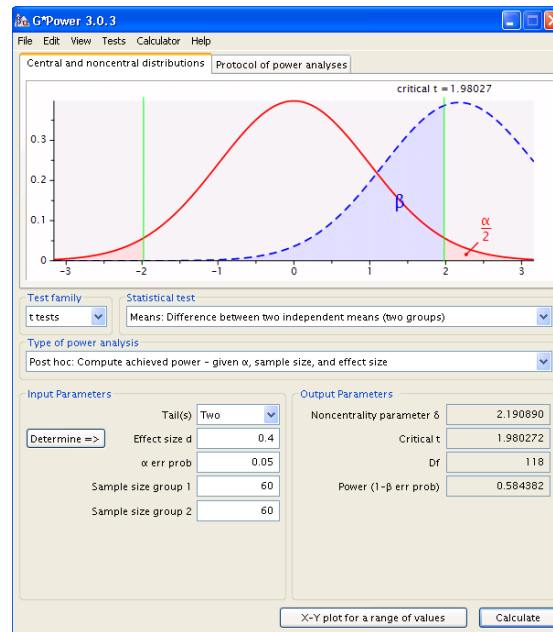 G*Power 3.0.3
File Edit View Tests Calculator Help
Central and noncentral distributions Protocol of power analyses
critical t = 1.98027
0.3
0.2
0.1
0
β
α
2
-3 -2 -1 0 1 2 3
Test family Statistical test
t tests Means: Difference between two independent means (two groups)
Type of power analysis
Post hoc: Compute achieved power - given α, sample size, and effect size
Input Parameters Output Parameters
Tail(s) Two Noncentrality parameter δ 2.190890
Determine => Effect size d 0.4 Critical t 1.980272
α err prob 0.05 Df 118
Sample size group 1 60 Power (1-β err prob) 0.584382
Sample size group 2 60
X-Y plot for a range of values Calculate